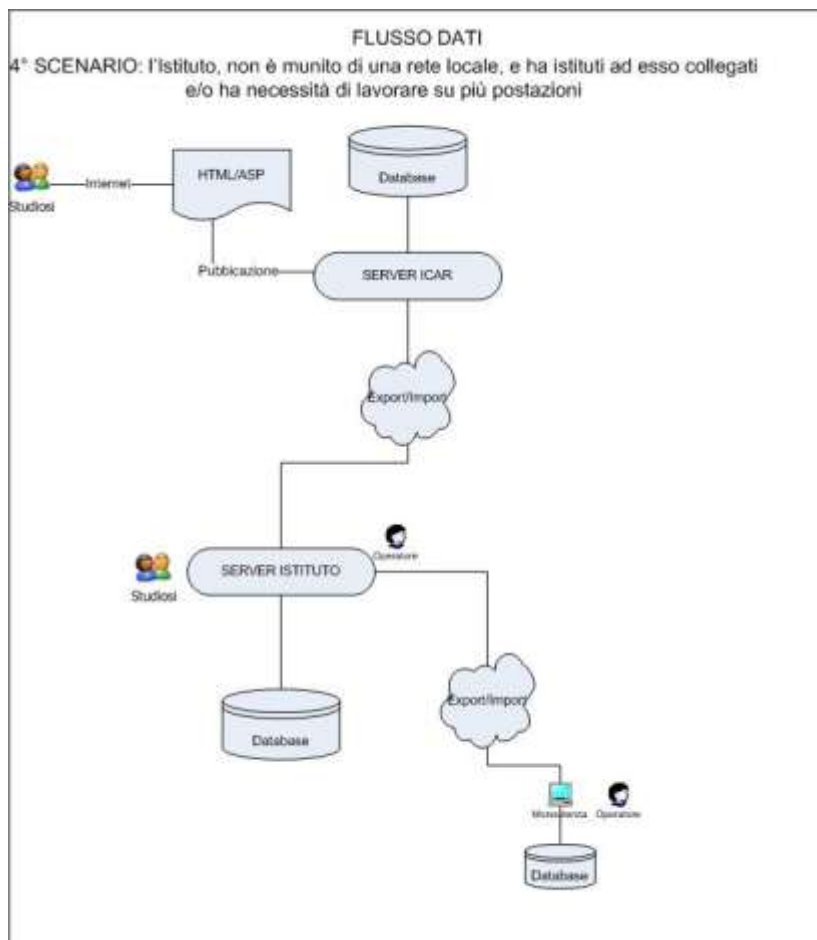 FLUSSO DATI
4° SCENARIO: l'Istituto, non è munito di una rete locale, e ha istituti ad esso collegati
e/o ha necessità di lavorare su più postazioni
Studiosi
Internet
HTML/ASP
Database
Pubblicazione
SERVER ICAR
Export/Import
Operatore
SERVER ISTITUTO
Studiosi
Export/Import
Database
Monoutenza
Operatore
Database